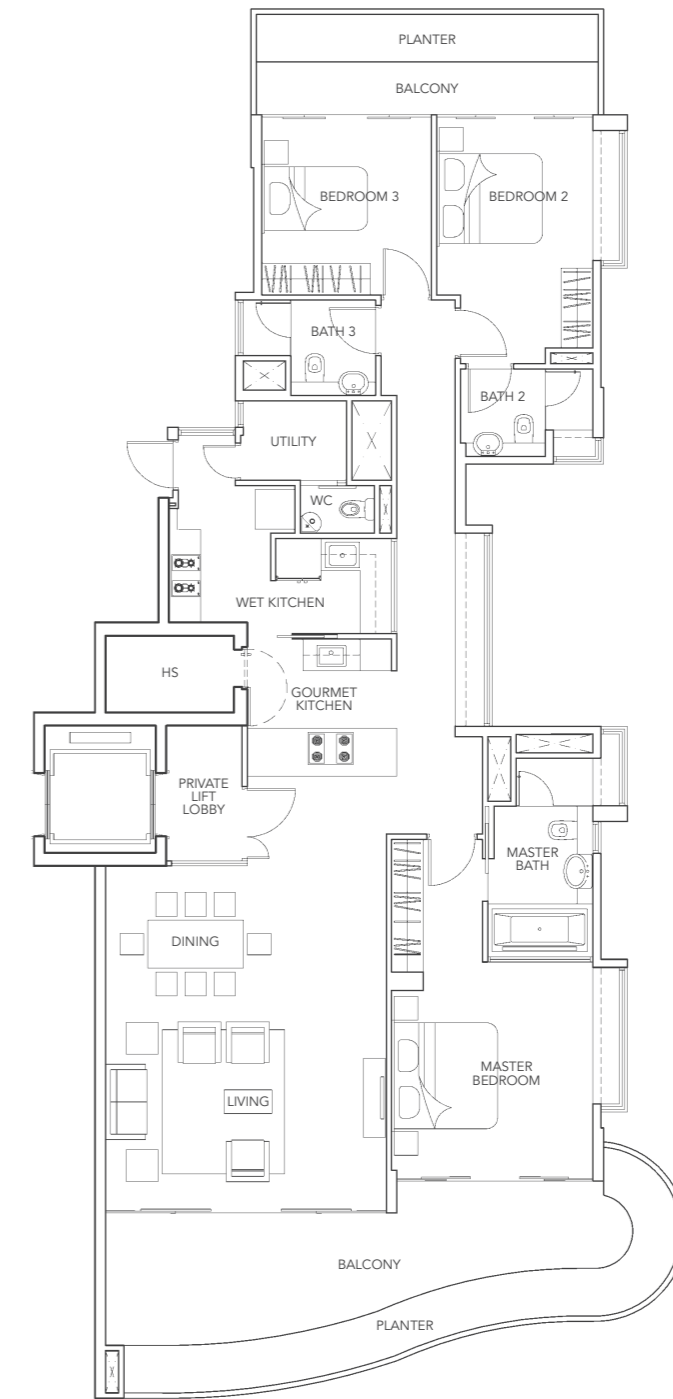 PLANTER
BALCONY
BEDROOM 3
BEDROOM 2
BATH 3
BATH 2
UTILITY
WC
WET KITCHEN
HS
GOURMET
KITCHEN
PRIVATE
LIFT
LOBBY
MASTER
BATH
DINING
MASTER
BEDROOM
LIVING
BALCONY
PLANTER